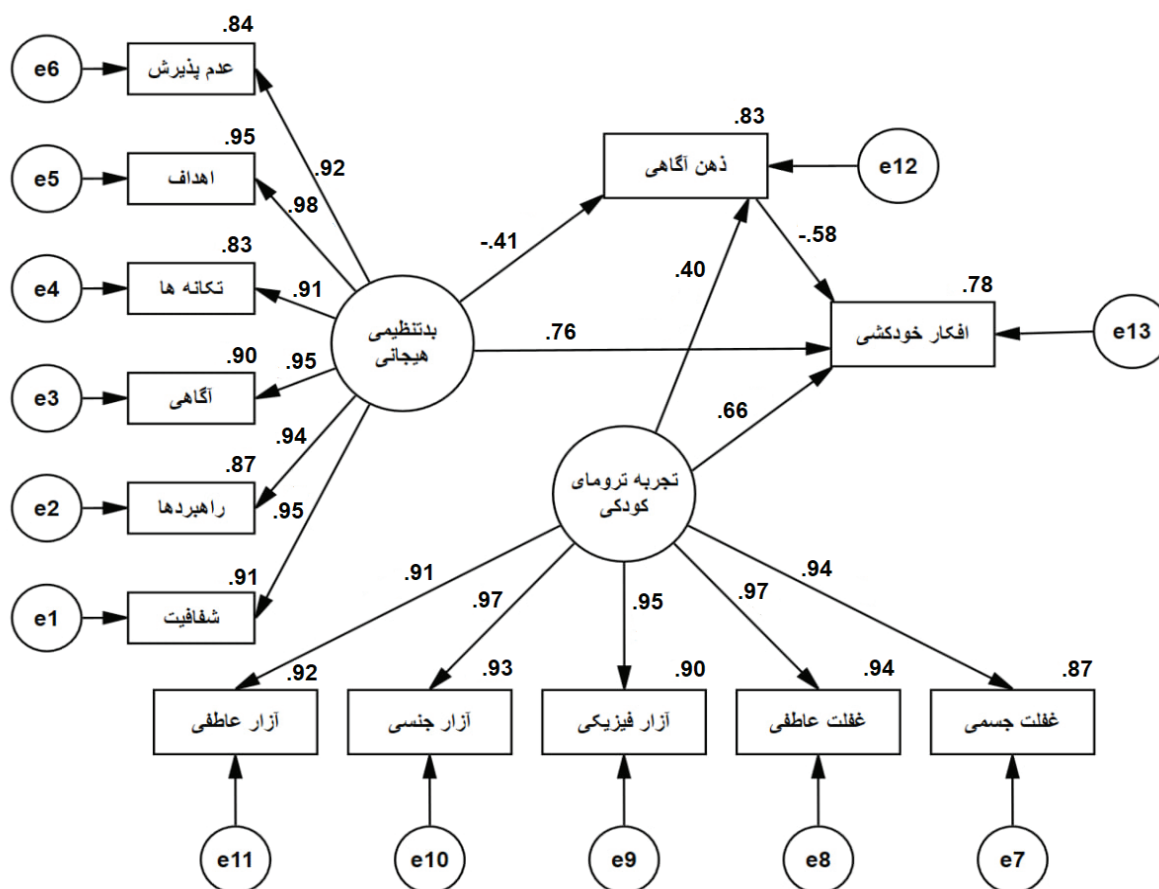 .84
e6
عدم پذیرش
.92
.95
e5
اهداف
.98
.83
e4
تکانه ها
.91
.90
e3
آگاهی
.95
.87
e2
راهبردها
.94
.91
e1
شفافیت
.95
بدتنظیمی
هیجانی
-.41
.76
.83
ذهن آگاهی
e12
-.58
.40
.78
افکار خودکشی
e13
.66
تجربه ترومای
کودکی
.91
.97
.95
.97
.94
.92
آزار عاطفی
.93
آزار جنسی
.90
آزار فیزیکی
.94
غفلت عاطفی
.87
غفلت جسمی
e11
e10
e9
e8
e7